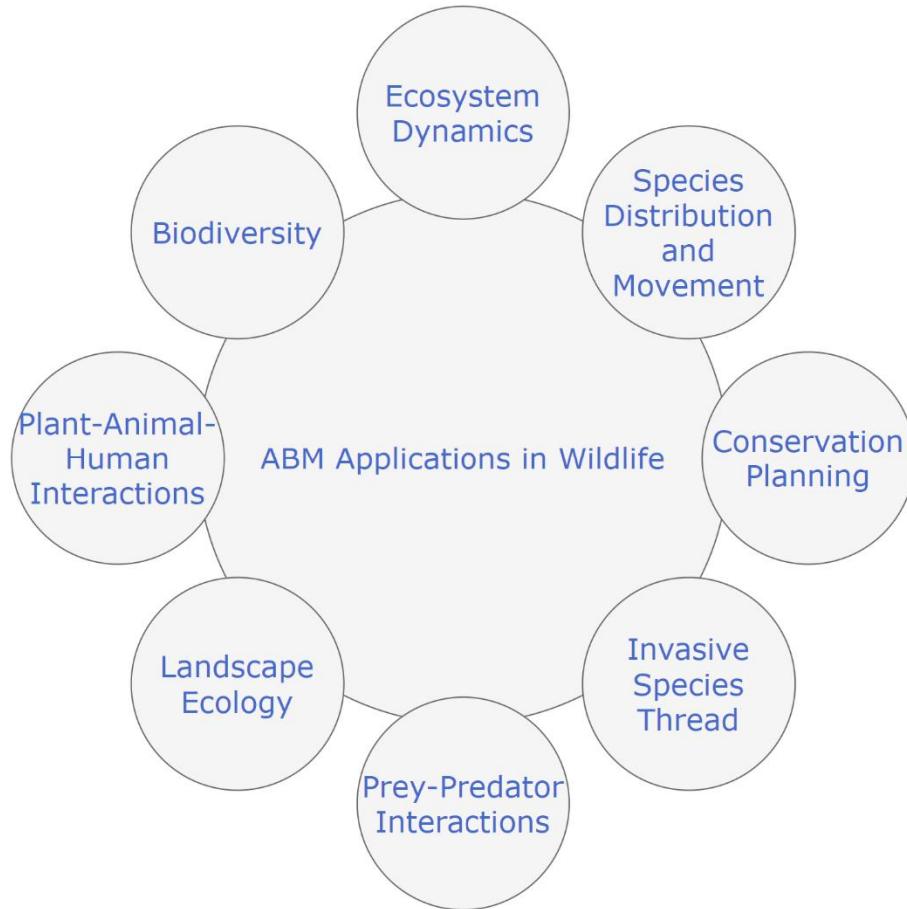 Ecosystem
Dynamics
Species
Distribution
and
Movement
Biodiversity
Plant-Animal-
Human
Interactions
ABM Applications in Wildlife
Conservation
Planning
Landscape
Ecology
Invasive
Species
Thread
Prey-Predator
Interactions